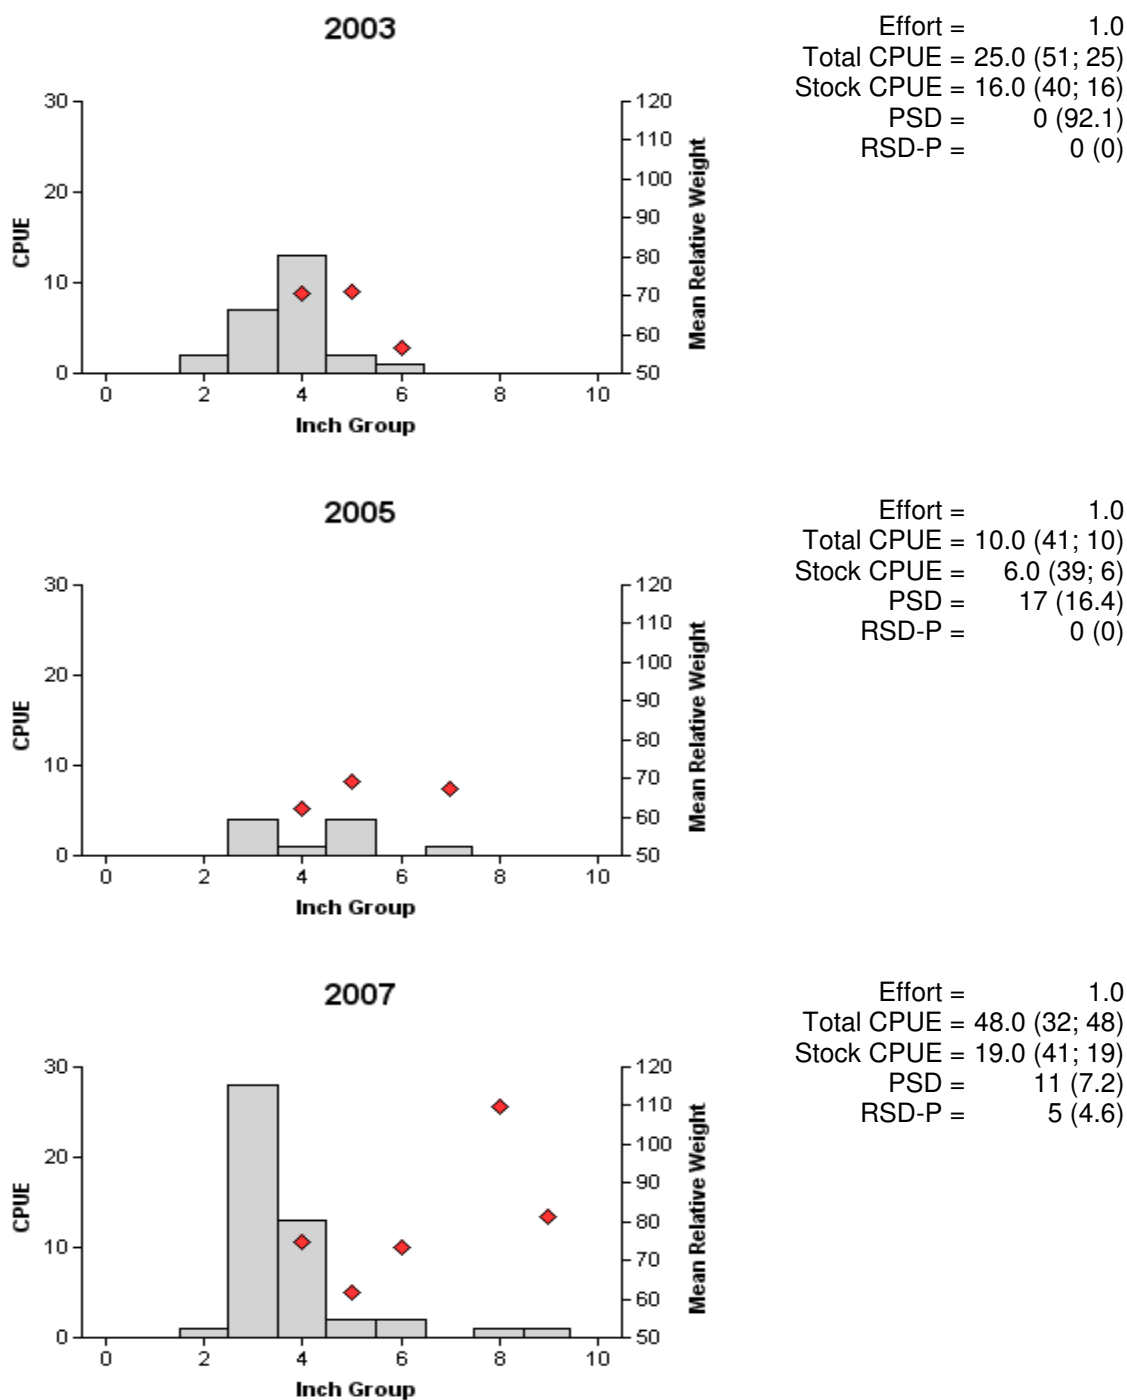 2003
Effort = 1.0
Total CPUE = 25.0 (51; 25)
Stock CPUE = 16.0 (40; 16)
PSD = 0 (92.1)
RSD-P = 0 (0)
30
20
10
0
CPUE
120
110
100
90
80
70
60
50
Mean Relative Weight
0 2 4 6 8 10
Inch Group
2005
Effort = 1.0
Total CPUE = 10.0 (41; 10)
Stock CPUE = 6.0 (39; 6)
PSD = 17 (16.4)
RSD-P = 0 (0)
30
20
10
0
CPUE
120
110
100
90
80
70
60
50
Mean Relative Weight
0 2 4 6 8 10
Inch Group
2007
Effort = 1.0
Total CPUE = 48.0 (32; 48)
Stock CPUE = 19.0 (41; 19)
PSD = 11 (7.2)
RSD-P = 5 (4.6)
30
20
10
0
CPUE
120
110
100
90
80
70
60
50
Mean Relative Weight
0 2 4 6 8 10
Inch Group